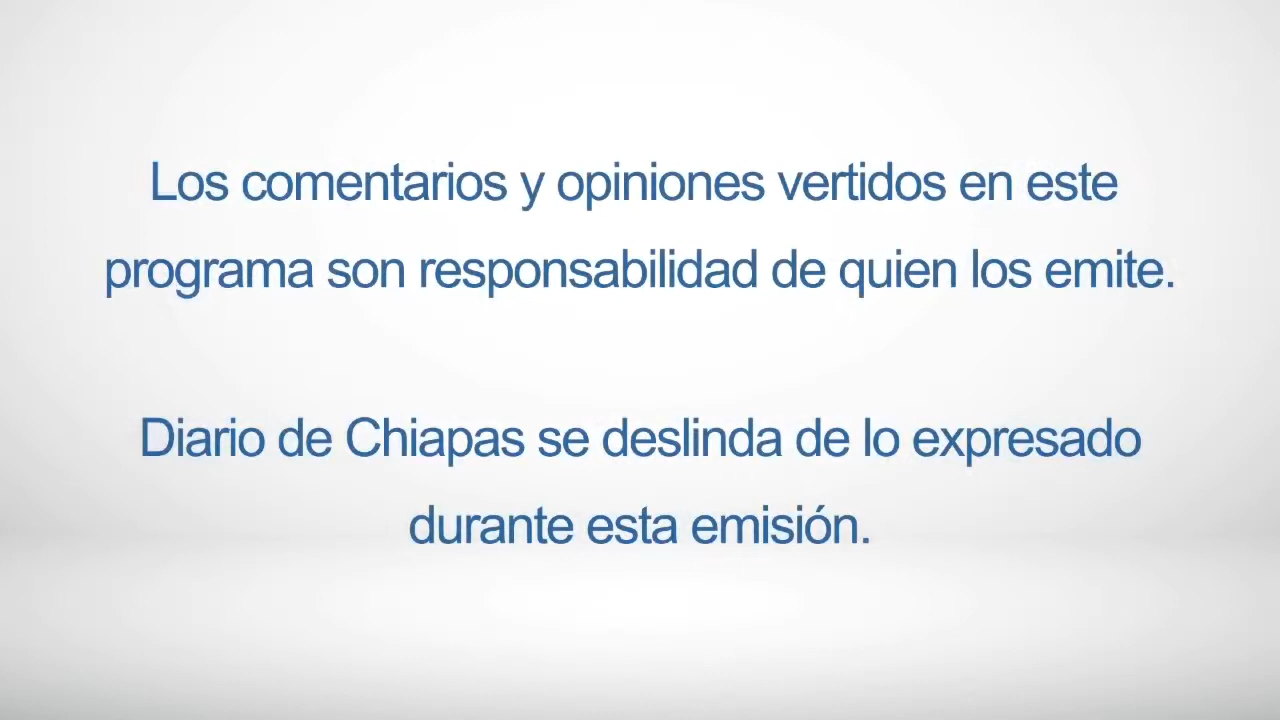 Los comentarios y opiniones vertidos en este
programa son responsabilidad de quien los emite.
Diario de Chiapas se deslinda de lo expresado
durante esta emisión.